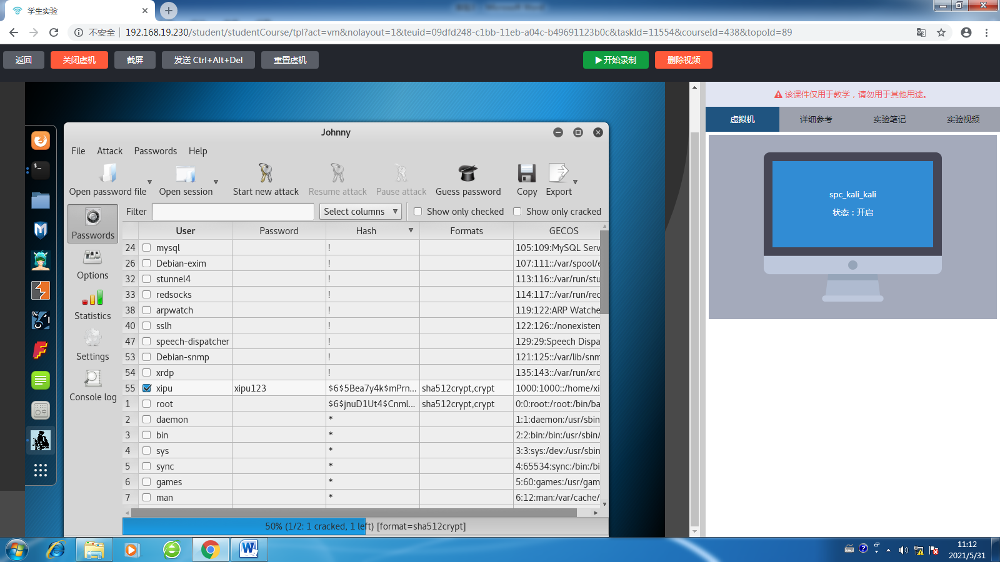 学生实验
不安全 192.168.19.230/student/studentCourse/tpl?act=vm&nolayout=1&teuid=09dfd248-c1bb-11eb-a04c-b49691123b0c&taskId=11554&courseId=438&topoId=89
返回 关闭虚机 截屏 发送 Ctrl+Alt+Del 重置虚机 开始录制 删除视频
该课件仅用于教学，请勿用于其他用途。
虚拟机 详细参考 实验笔记 实验视频
spc_kali_kali
状态：开启
Johnny
File Attack Passwords Help
Open password file Open session Start new attack Resume attack Pause attack Guess password Copy Export
Filter Select columns Show only checked Show only cracked
Passwords
Options
Statistics
Settings
Console log
User Password Hash Formats GECOS
24 mysql ! 105:109:MySQL Serv
26 Debian-exim ! 107:111::/var/spool/e
32 stunnel4 ! 113:116::/var/run/stu
33 redsocks ! 114:117::/var/run/red
38 arpwatch ! 119:122:ARP Watche
40 sslh ! 122:126::/nonexisten
47 speech-dispatcher ! 129:29:Speech Dispa
53 Debian-snmp ! 121:125::/var/lib/snm
54 xrdp ! 135:143::/var/run/xrd
55 xipu xipu123 $6$5Bea7y4k$mPrn... sha512crypt,crypt 1000:1000::/home/xi
1 root $6$jnuD1Ut4$Cnml... sha512crypt,crypt 0:0:root:/root:/bin/ba
2 daemon * 1:1:daemon:/usr/sbin
3 bin * 2:2:bin:/bin:/usr/sbin/
4 sys * 3:3:sys:/dev:/usr/sbin
5 sync * 4:65534:sync:/bin:/bi
6 games * 5:60:games:/usr/gam
7 man * 6:12:man:/var/cache/
50% (1/2: 1 cracked, 1 left) [format=sha512crypt]
11:12
2021/5/31